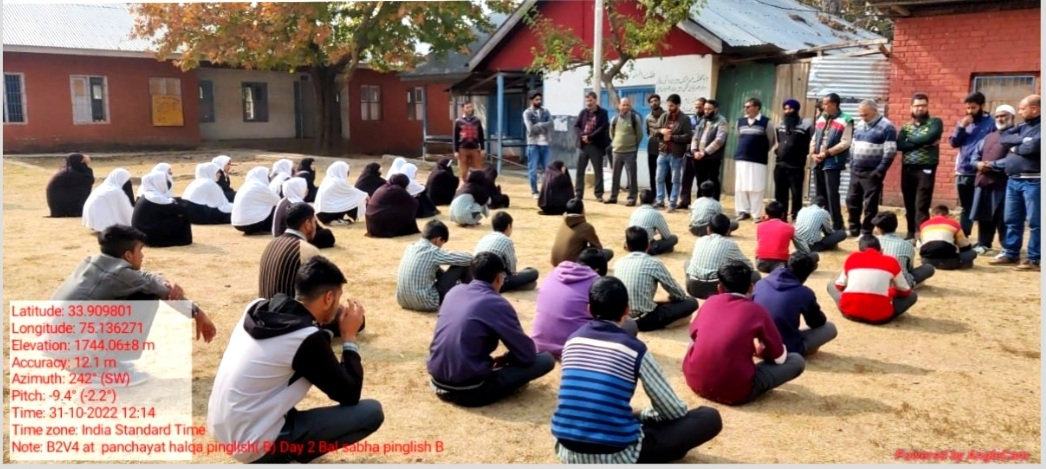 Latitude: 33.909801
Longitude: 75.136271
Elevation: 1744.06±8 m
Accuracy: 12.1 m
Azimuth: 242° (SW)
Pitch: -9.4° (-2.2°)
Time: 31-10-2022 12:14
Time zone: India Standard Time
Note: B2V4 at panchayat halqa pinglish( B) Day 2 Bal sabha pinglish B
Powered by AngleCam